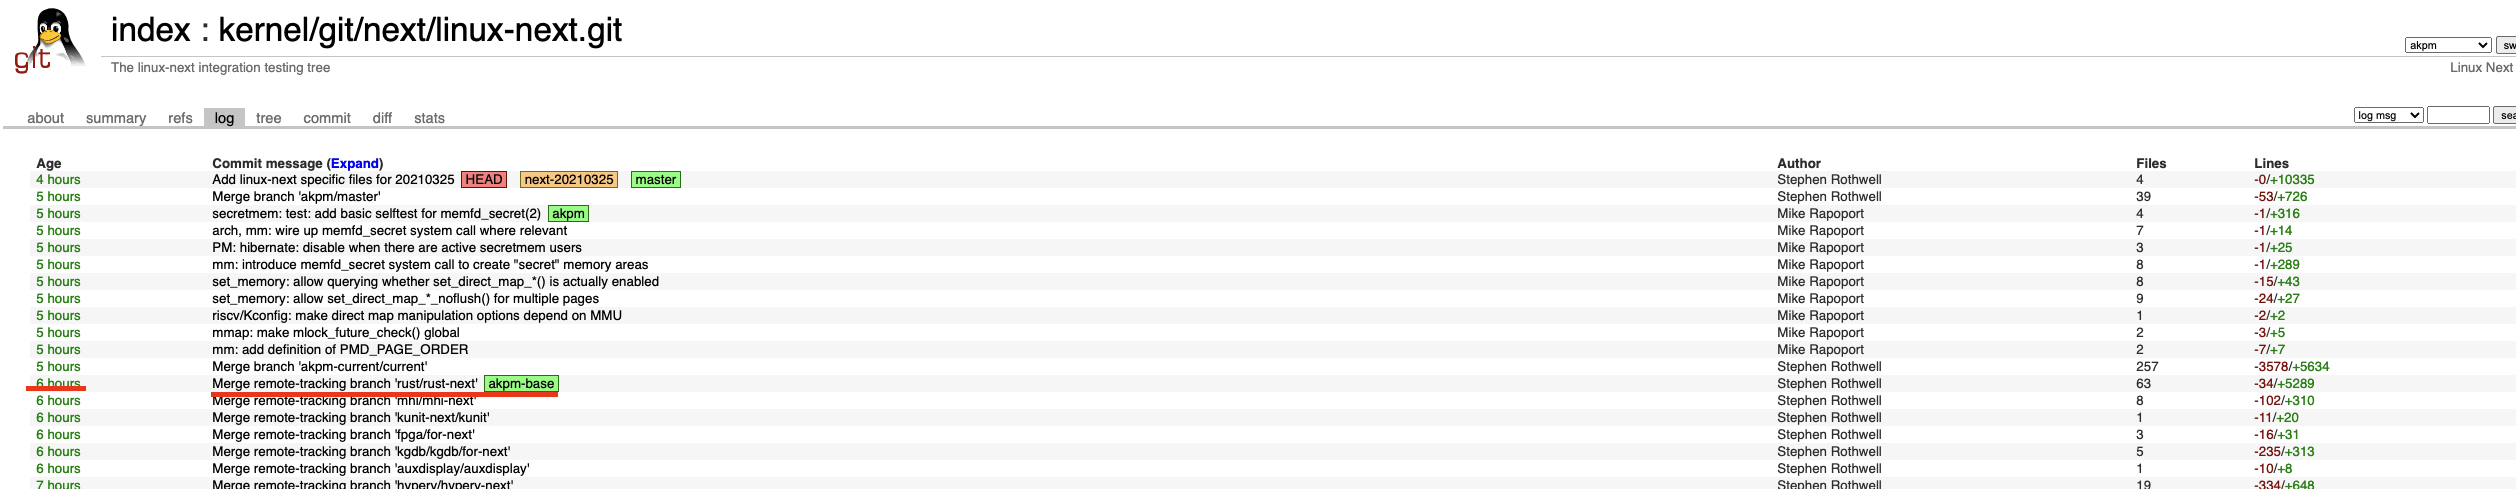 git
index : kernel/git/next/linux-next.git
akpm sw
The linux-next integration testing tree
Linux Next
about summary refs log tree commit diff stats
log msg sea
Age Commit message (Expand) Author Files Lines
4 hours Add linux-next specific files for 20210325 HEAD next-20210325 master Stephen Rothwell 4 -0/+10335
5 hours Merge branch 'akpm/master' Stephen Rothwell 39 -53/+726
5 hours secretmem: test: add basic selftest for memfd_secret(2) akpm Mike Rapoport 4 -1/+316
5 hours arch, mm: wire up memfd_secret system call where relevant Mike Rapoport 7 -1/+14
5 hours PM: hibernate: disable when there are active secretmem users Mike Rapoport 3 -1/+25
5 hours mm: introduce memfd_secret system call to create "secret" memory areas Mike Rapoport 8 -1/+289
5 hours set_memory: allow querying whether set_direct_map_*() is actually enabled Mike Rapoport 8 -15/+43
5 hours set_memory: allow set_direct_map_*_noflush() for multiple pages Mike Rapoport 9 -24/+27
5 hours riscv/Kconfig: make direct map manipulation options depend on MMU Mike Rapoport 1 -2/+2
5 hours mmap: make mlock_future_check() global Mike Rapoport 2 -3/+5
5 hours mm: add definition of PMD_PAGE_ORDER Mike Rapoport 2 -7/+7
5 hours Merge branch 'akpm-current/current' Stephen Rothwell 257 -3578/+5634
6 hours Merge remote-tracking branch 'rust/rust-next' akpm-base Stephen Rothwell 63 -34/+5289
6 hours Merge remote-tracking branch 'mhi/mhi-next' Stephen Rothwell 8 -102/+310
6 hours Merge remote-tracking branch 'kunit-next/kunit' Stephen Rothwell 1 -11/+20
6 hours Merge remote-tracking branch 'fpga/for-next' Stephen Rothwell 3 -16/+31
6 hours Merge remote-tracking branch 'kgdb/kgdb/for-next' Stephen Rothwell 5 -235/+313
6 hours Merge remote-tracking branch 'auxdisplay/auxdisplay' Stephen Rothwell 1 -10/+8
7 hours Merge remote-tracking branch 'hyperv/hyperv-next' Stephen Rothwell 19 -334/+648